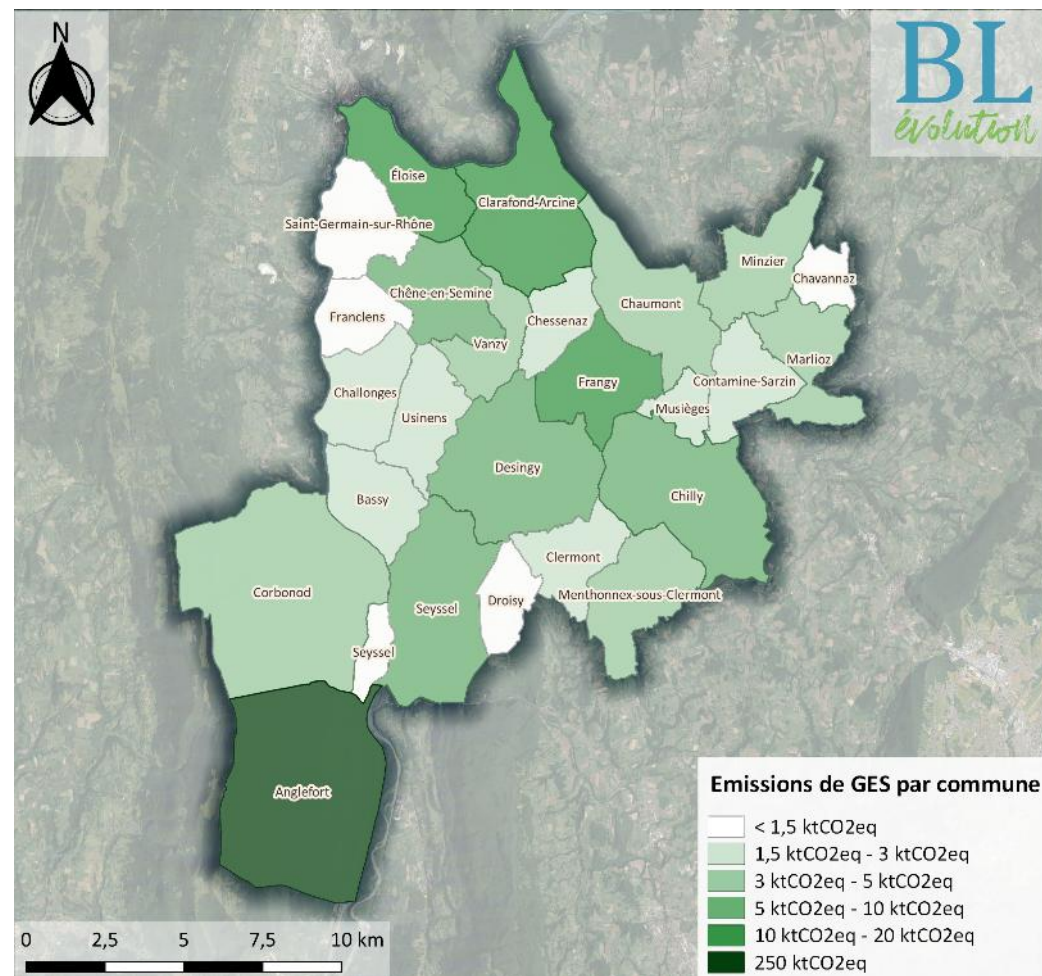 N
BL
évolution
Éloise
Clarafond-Arcine
Saint-Germain-sur-Rhône
Minzier
Chavannaz
Chêne-en-Semine
Chaumont
Franclens
Chessenaz
Vanzy
Marlioz
Frangy
Contamine-Sarzin
Challonges
Musièges
Usinens
Desingy
Bassy
Chilly
Clermont
Corbonod
Menthonnex-sous-Clermont
Droisy
Seyssel
Seyssel
Anglefort
Emissions de GES par commune
< 1,5 ktCO2eq
1,5 ktCO2eq - 3 ktCO2eq
3 ktCO2eq - 5 ktCO2eq
5 ktCO2eq - 10 ktCO2eq
10 ktCO2eq - 20 ktCO2eq
250 ktCO2eq
0 2,5 5 7,5 10 km